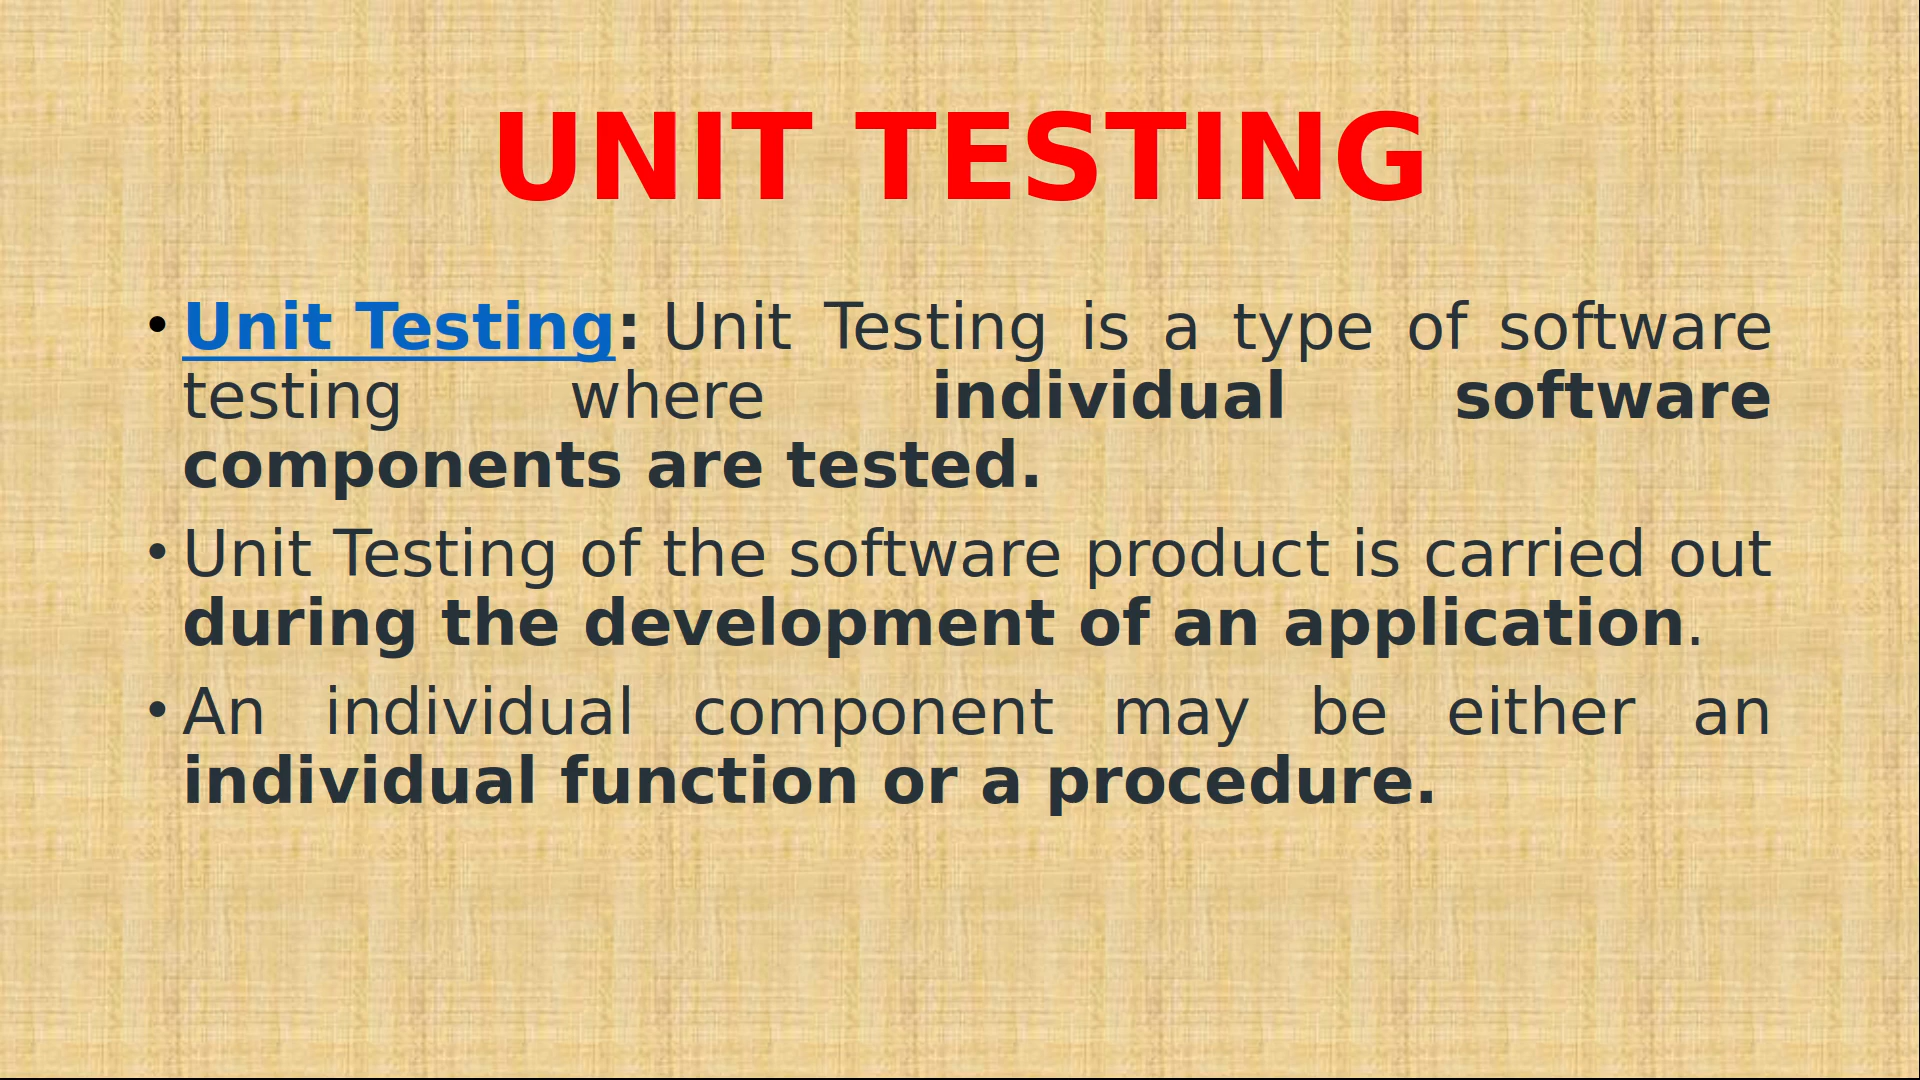 UNIT TESTING
• Unit Testing: Unit Testing is a type of software
testing where individual software
components are tested.
• Unit Testing of the software product is carried out
during the development of an application.
• An individual component may be either an
individual function or a procedure.